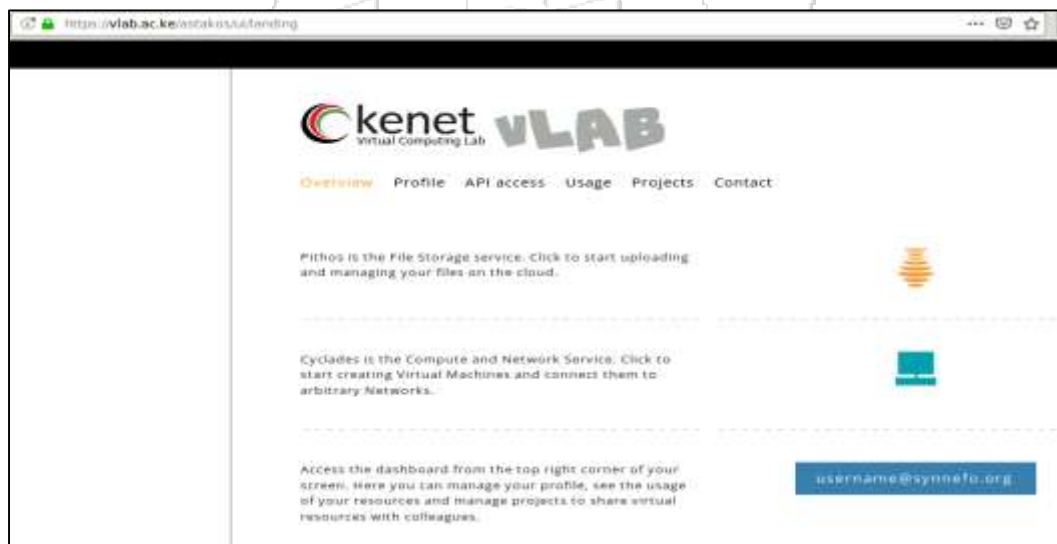 https://vlab.ac.ke/astakos/ui/landing
kenet vLAB
Virtual Computing Lab
Overview Profile API access Usage Projects Contact
Pithos is the File Storage service. Click to start uploading
and managing your files on the cloud.
Cyclades is the Compute and Network Service. Click to
start creating Virtual Machines and connect them to
arbitrary Networks.
Access the dashboard from the top right corner of your
screen. Here you can manage your profile, see the usage
of your resources and manage projects to share virtual
resources with colleagues.
username@synnefo.org